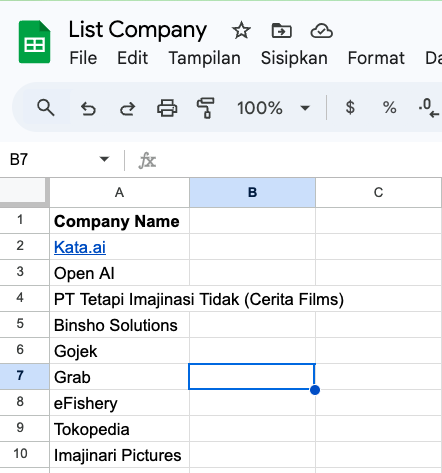 List Company
File Edit Tampilan Sisipkan Format Da
100% $ % .0
B7 fx
A B C
1 Company Name
2 Kata.ai
3 Open AI
4 PT Tetapi Imajinasi Tidak (Cerita Films)
5 Binsho Solutions
6 Gojek
7 Grab
8 eFishery
9 Tokopedia
10 Imajinari Pictures